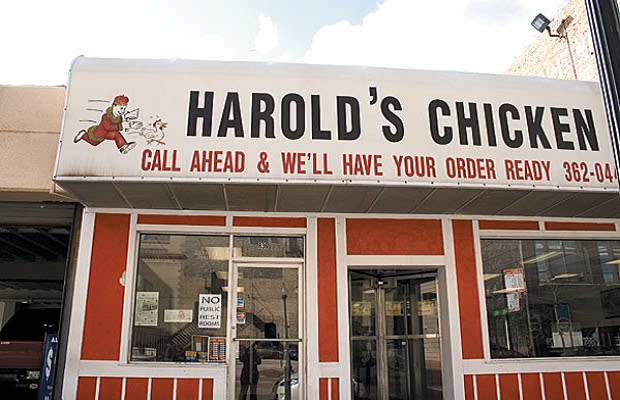 HAROLD'S CHICKEN
CALL AHEAD & WE'LL HAVE YOUR ORDER READY 362-04
NO
PUBLIC
REST
ROOMS